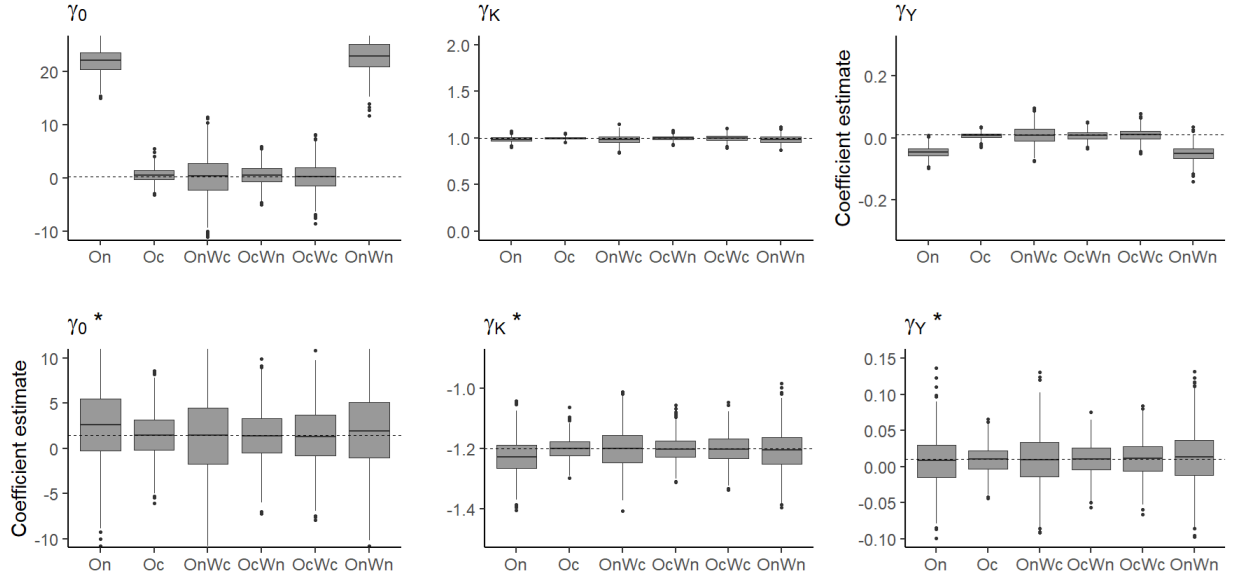 γ0
20
10
0
-10
On Oc OnWc OcWn OcWc OnWn
γK
2.0
1.5
1.0
0.5
0.0
On Oc OnWc OcWn OcWc OnWn
γY
Coefficient estimate
0.2
0.0
-0.2
On Oc OnWc OcWn OcWc OnWn
γ0 *
Coefficient estimate
10
5
0
-5
-10
On Oc OnWc OcWn OcWc OnWn
γK *
-1.0
-1.2
-1.4
On Oc OnWc OcWn OcWc OnWn
γY *
0.15
0.10
0.05
0.00
-0.05
-0.10
On Oc OnWc OcWn OcWc OnWn